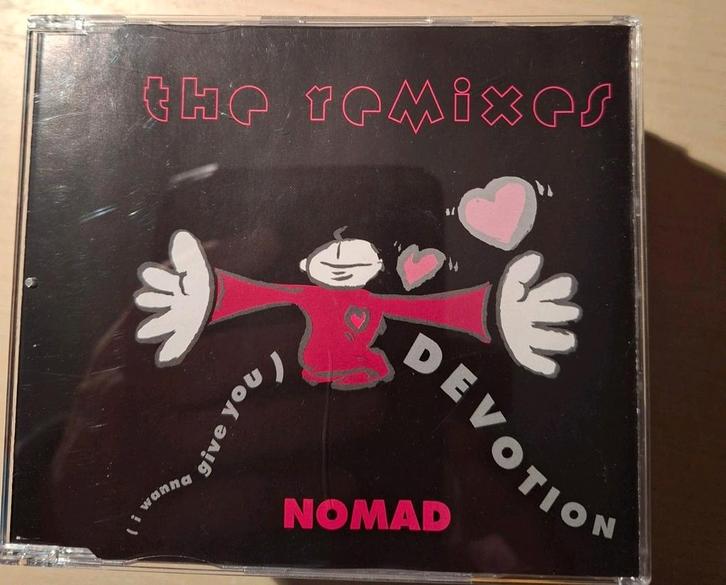 the reMixes
(i wanna give you)
DEVOTION
NOMAD